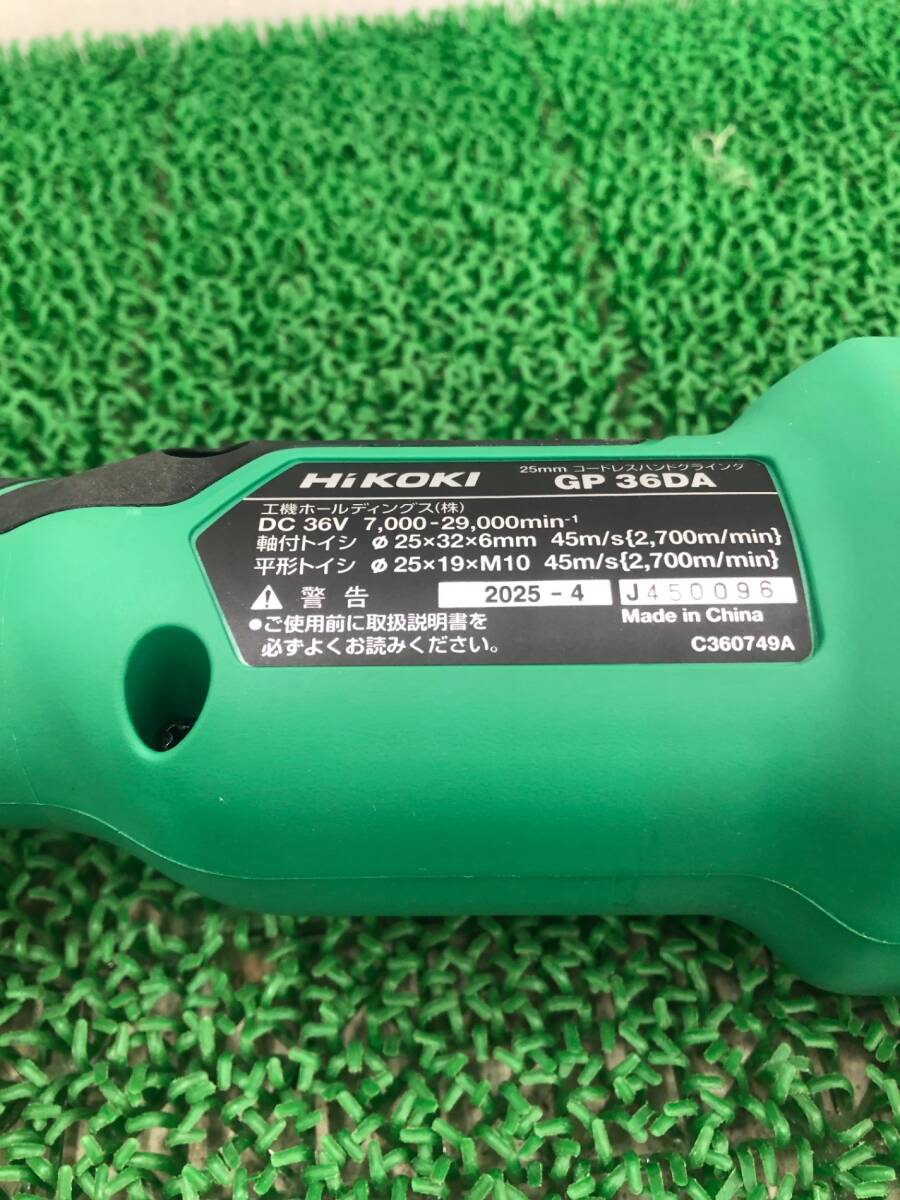 HiKOKI
25mm コードレスハンドグラインダ
GP 36DA
工機ホールディングス(株)
DC 36V 7,000-29,000min⁻¹
軸付トイシ ø25×32×6mm 45m/s{2,700m/min}
平形トイシ ø25×19×M10 45m/s{2,700m/min}
警告 2025-4 J450096
●ご使用前に取扱説明書を
必ずよくお読みください。
Made in China
C360749A